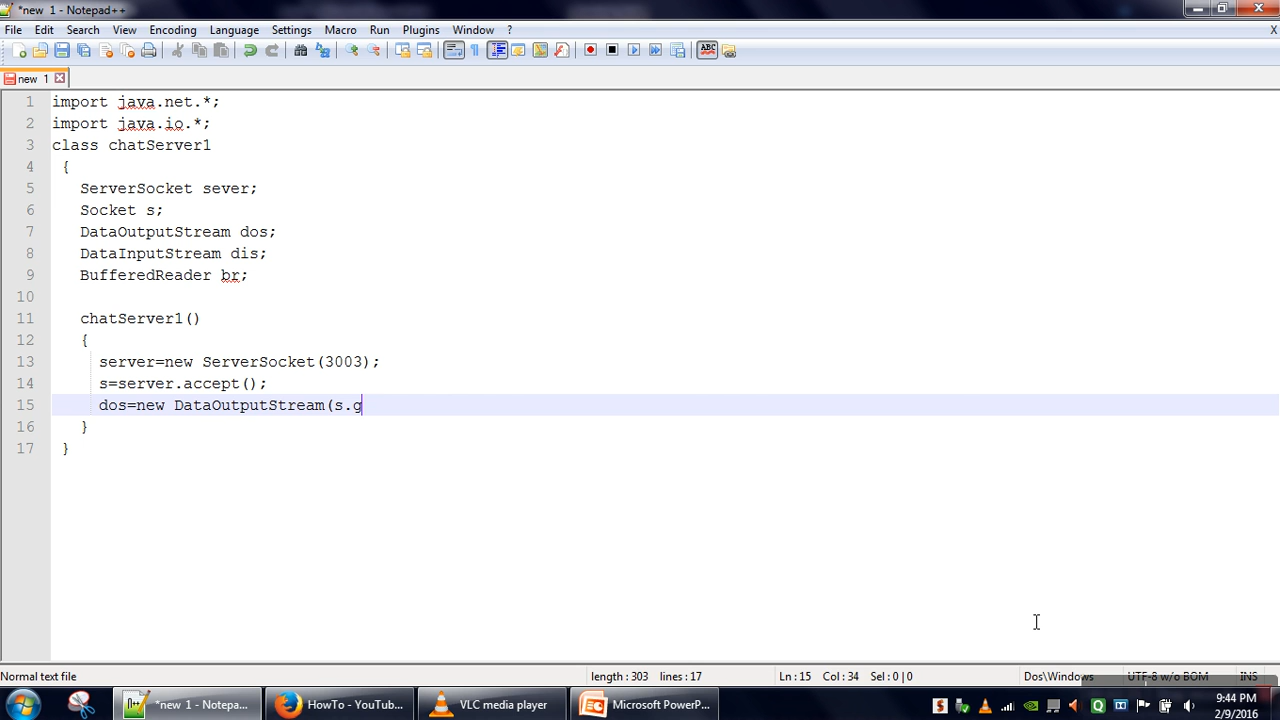 *new  1 - Notepad++
File Edit Search View Encoding Language Settings Macro Run Plugins Window ? X
new  1
1 import java.net.*;
2 import java.io.*;
3 class chatServer1
4 {
5 ServerSocket sever;
6 Socket s;
7 DataOutputStream dos;
8 DataInputStream dis;
9 BufferedReader br;
10
11 chatServer1()
12 {
13 server=new ServerSocket(3003);
14 s=server.accept();
15 dos=new DataOutputStream(s.g
16 }
17 }
Normal text file length : 303 lines : 17 Ln : 15 Col : 34 Sel : 0 | 0 Dos\Windows UTF-8 w/o BOM INS
*new 1 - Notepa... HowTo - YouTub... VLC media player Microsoft PowerP... 9:44 PM
2/9/2016